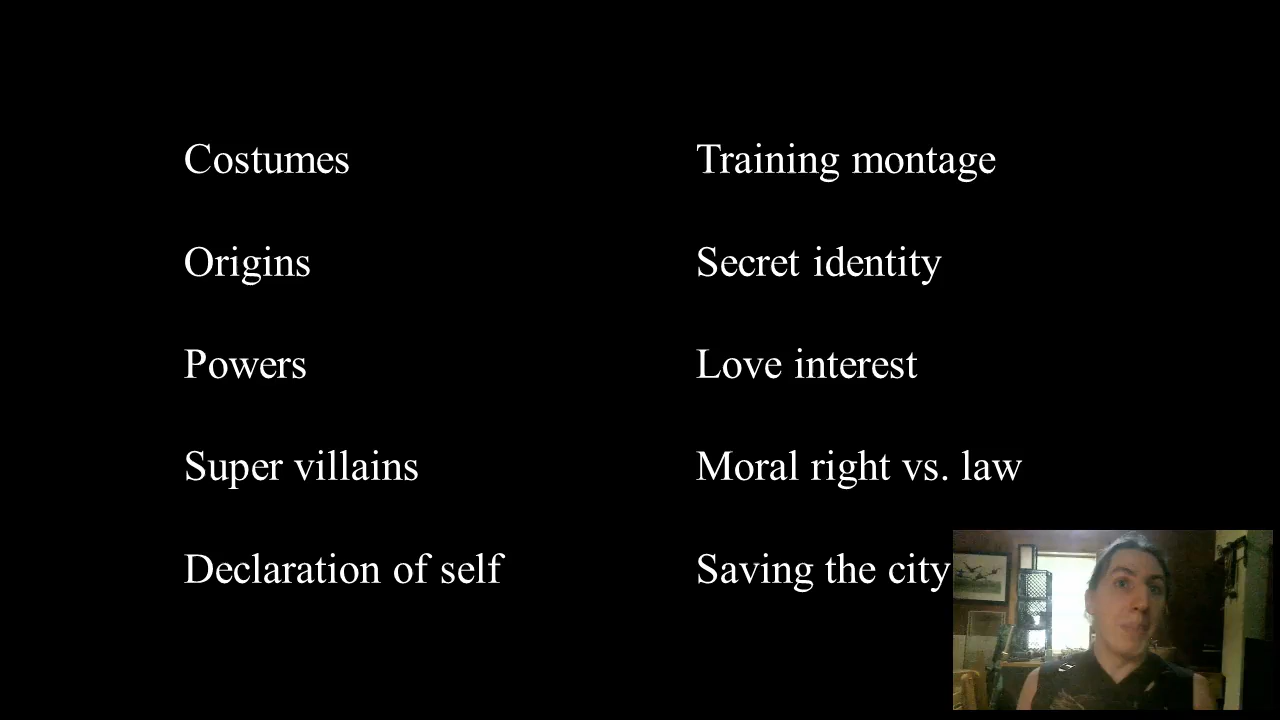 Costumes
Origins
Powers
Super villains
Declaration of self
Training montage
Secret identity
Love interest
Moral right vs. law
Saving the city